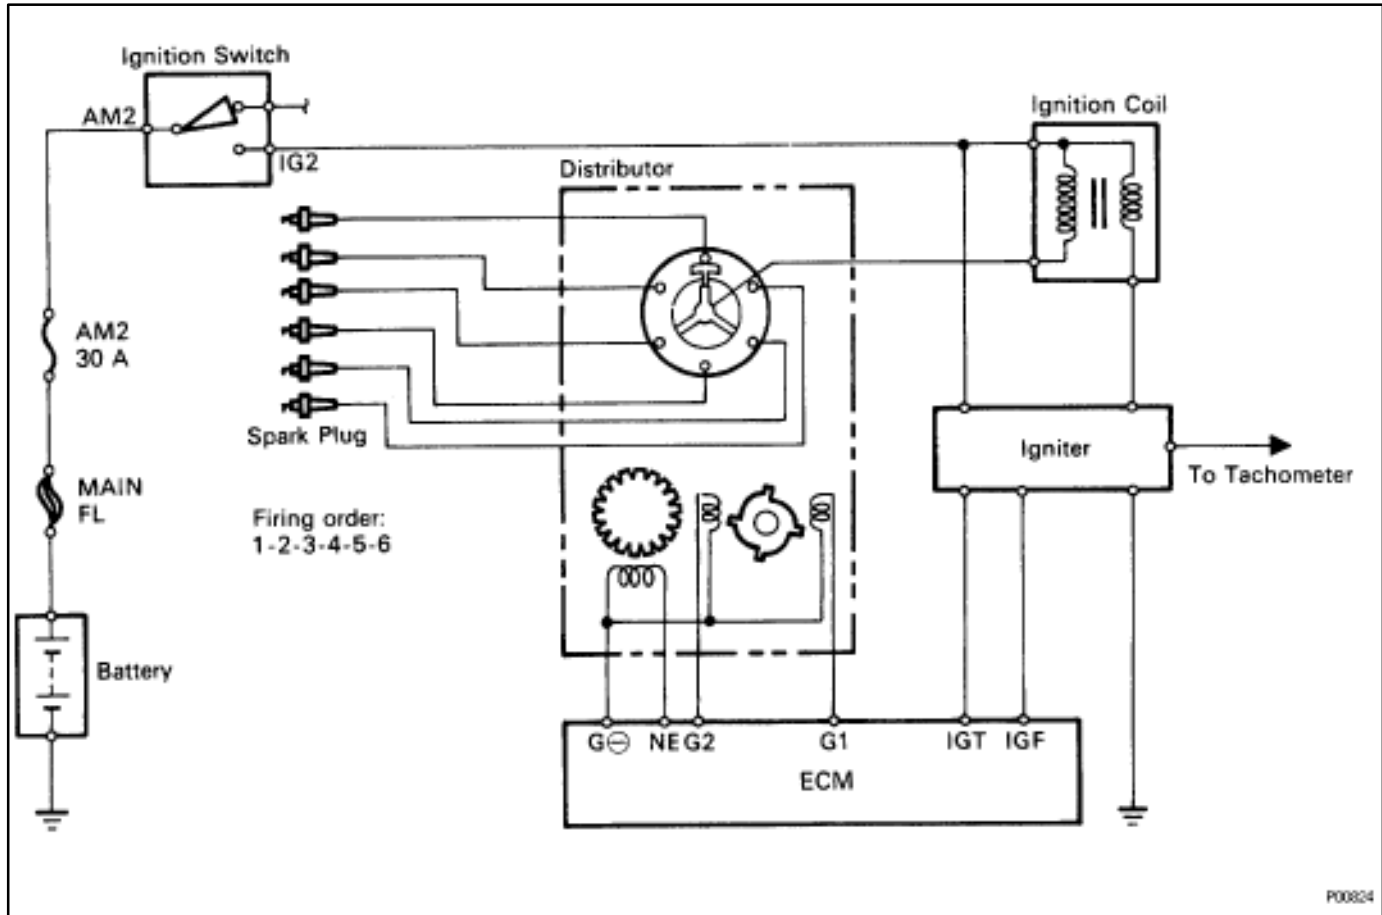 Ignition Switch
AM2
IG2
Ignition Coil
Distributor
AM2
30 A
Spark Plug
Igniter
To Tachometer
MAIN
FL
Firing order:
1-2-3-4-5-6
Battery
G⊖ NE G2 G1 IGT IGF
ECM
P00824